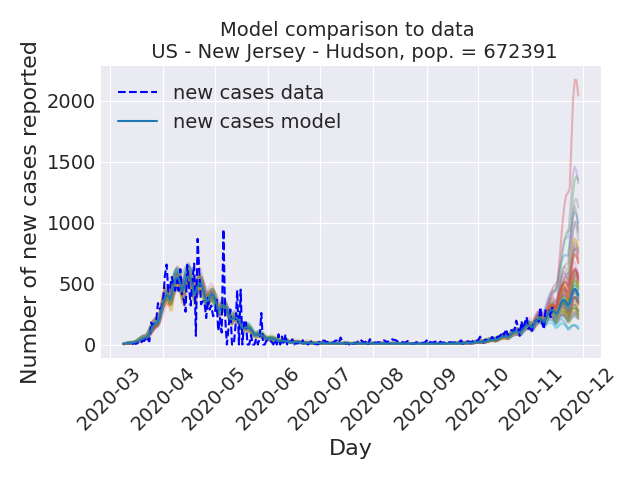 Model comparison to data
US - New Jersey - Hudson, pop. = 672391
Number of new cases reported
2000
1500
1000
500
0
new cases data
new cases model
2020-03
2020-04
2020-05
2020-06
2020-07
2020-08
2020-09
2020-10
2020-11
2020-12
Day